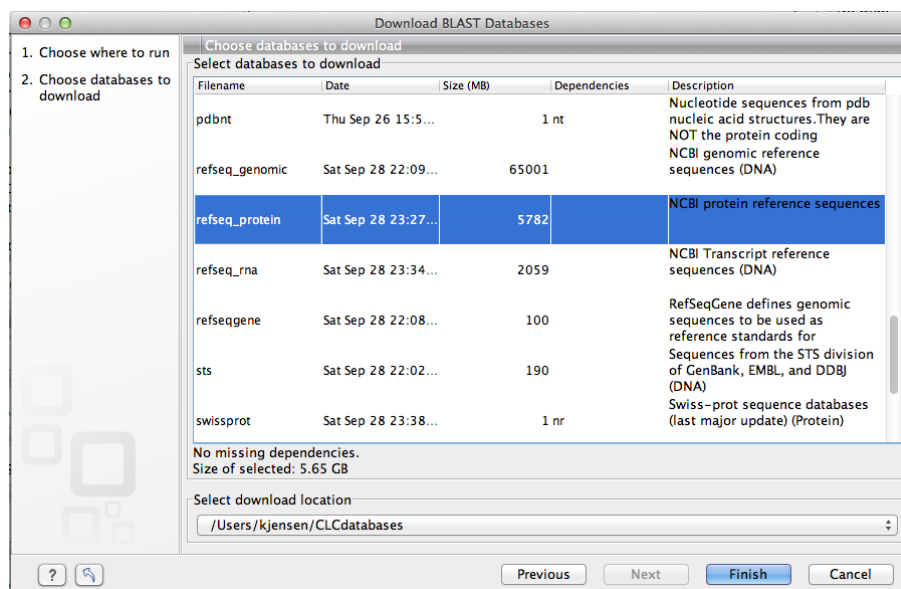 Download BLAST Databases
1. Choose where to run
2. Choose databases to
download
Choose databases to download
Select databases to download
Filename Date Size (MB) Dependencies Description
pdbnt Thu Sep 26 15:5... 1 nt Nucleotide sequences from pdb
nucleic acid structures.They are
NOT the protein coding
refseq_genomic Sat Sep 28 22:09... 65001 NCBI genomic reference
sequences (DNA)
refseq_protein Sat Sep 28 23:27... 5782 NCBI protein reference sequences
refseq_rna Sat Sep 28 23:34... 2059 NCBI Transcript reference
sequences (DNA)
refseqgene Sat Sep 28 22:08... 100 RefSeqGene defines genomic
sequences to be used as
reference standards for
sts Sat Sep 28 22:02... 190 Sequences from the STS division
of GenBank, EMBL, and DDBJ
(DNA)
swissprot Sat Sep 28 23:38... 1 nr Swiss-prot sequence databases
(last major update) (Protein)
No missing dependencies.
Size of selected: 5.65 GB
Select download location
/Users/kjensen/CLCdatabases
? Previous Next Finish Cancel